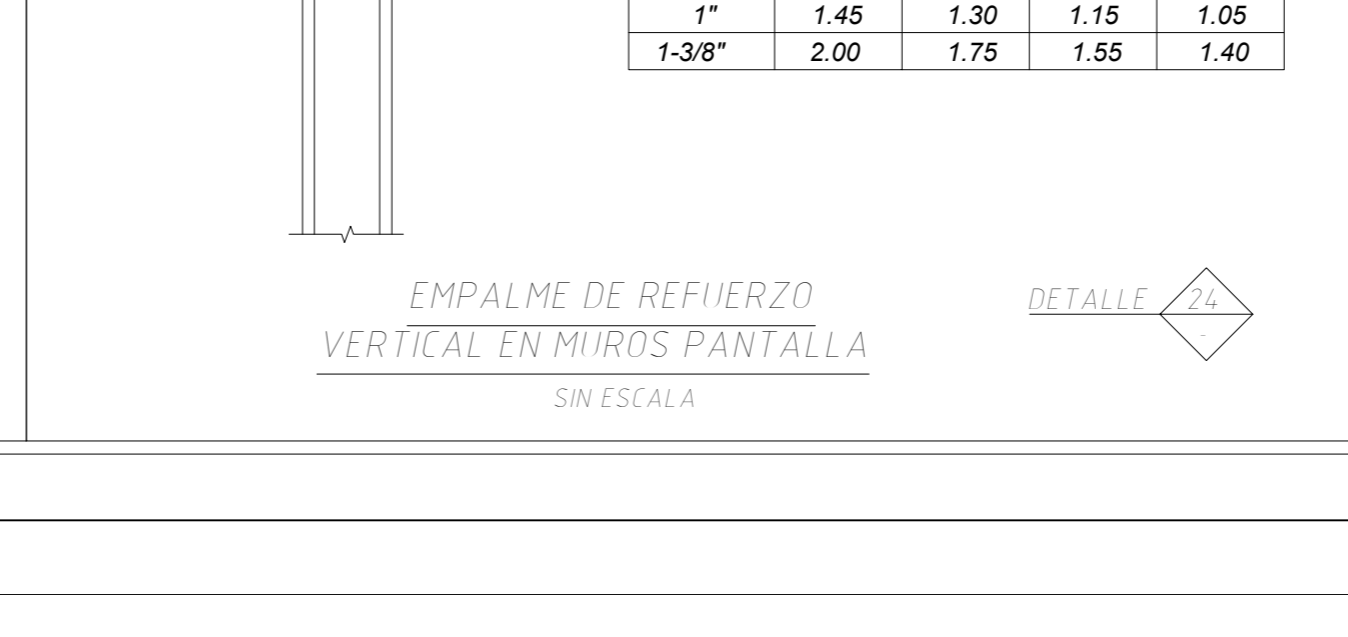 1" 1.45 1.30 1.15 1.05
1-3/8" 2.00 1.75 1.55 1.40
EMPALME DE REFUERZO
VERTICAL EN MUROS PANTALLA
SIN ESCALA
DETALLE 24
-